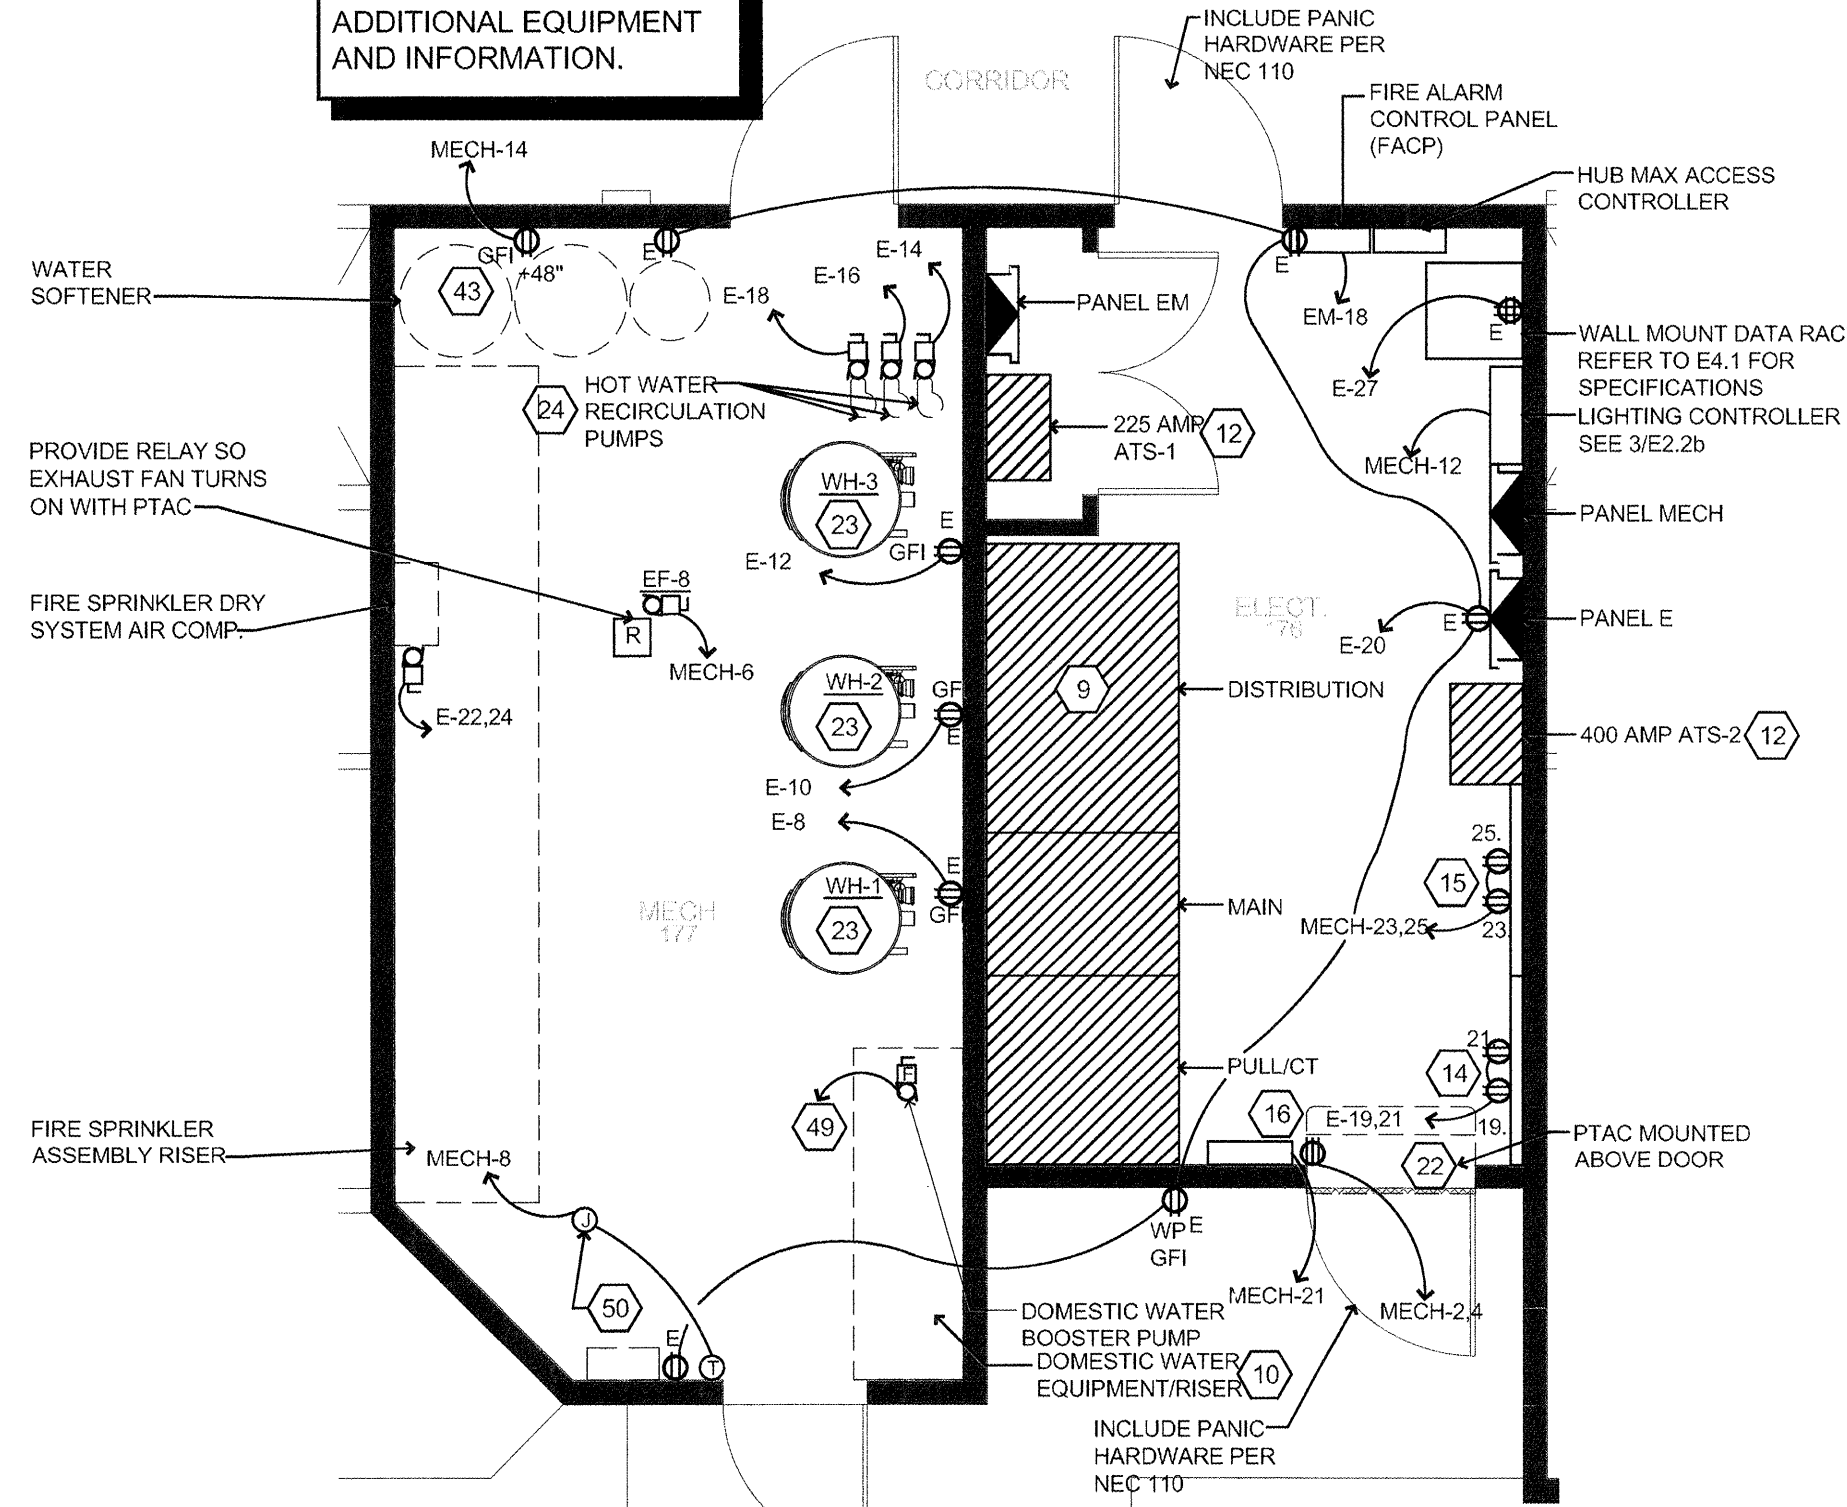 ADDITIONAL EQUIPMENT
AND INFORMATION.
CORRIDOR
INCLUDE PANIC
HARDWARE PER
NEC 110
FIRE ALARM
CONTROL PANEL
(FACP)
HUB MAX ACCESS
CONTROLLER
MECH-14
GFI
+48"
E
43
WATER
SOFTENER
E-14
E-16
E-18
PANEL EM
E
EM-18
E
E-27
WALL MOUNT DATA RAC
REFER TO E4.1 FOR
SPECIFICATIONS
LIGHTING CONTROLLER
SEE 3/E2.2b
24
HOT WATER
RECIRCULATION
PUMPS
225 AMP
ATS-1
12
MECH-12
PROVIDE RELAY SO
EXHAUST FAN TURNS
ON WITH PTAC
WH-3
23
E
GFI
E-12
PANEL MECH
EF-8
R
MECH-6
FIRE SPRINKLER DRY
SYSTEM AIR COMP.
ELECT.
176
E
E-20
PANEL E
E-22,24
WH-2
23
GF
E
9
DISTRIBUTION
400 AMP ATS-2
12
E-10
E-8
25.
15
MECH
177
WH-1
23
E
GFI
MAIN
MECH-23,25
23.
21.
14
PULL/CT
F
49
16
E-19,21
19.
22
PTAC MOUNTED
ABOVE DOOR
FIRE SPRINKLER
ASSEMBLY RISER
MECH-8
J
WP
E
GFI
50
E
T
MECH-21
MECH-2,4
DOMESTIC WATER
BOOSTER PUMP
DOMESTIC WATER
EQUIPMENT/RISER
10
INCLUDE PANIC
HARDWARE PER
NEC 110